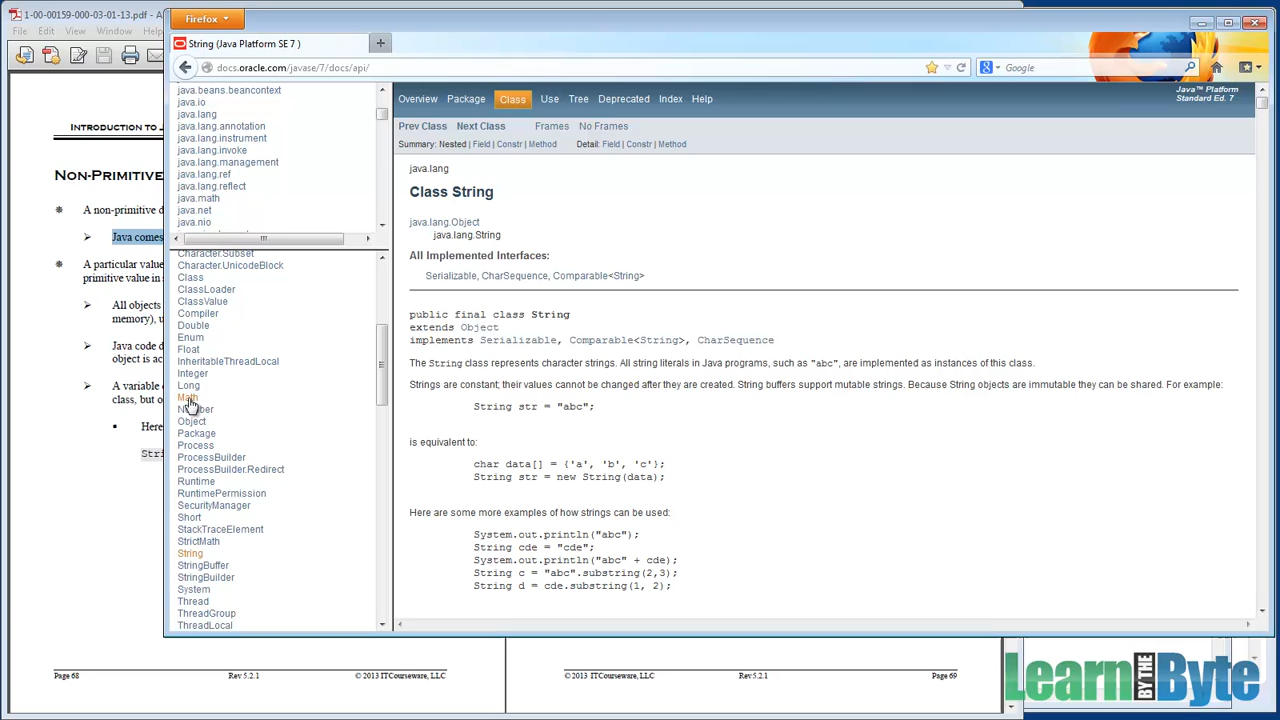 1-00-00159-000-03-01-13.pdf - A
File Edit View Window
INTRODUCTION TO J
NON-PRIMITIVE
A non-primitive d
Java comes
A particular value
primitive value in
All objects
memory), u
Java code d
object is ac
A variable
class, but o
Here
Stri
Page 68 Rev 5.2.1 © 2013 ITCourseware, LLC
© 2013 ITCourseware, LLC Rev 5.2.1 Page 69
Firefox
String (Java Platform SE 7 )
docs.oracle.com/javase/7/docs/api/
Google
java.beans.beancontext
java.io
java.lang
java.lang.annotation
java.lang.instrument
java.lang.invoke
java.lang.management
java.lang.ref
java.lang.reflect
java.math
java.net
java.nio
Character.Subset
Character.UnicodeBlock
Class
ClassLoader
ClassValue
Compiler
Double
Enum
Float
InheritableThreadLocal
Integer
Long
Math
Number
Object
Package
Process
ProcessBuilder
ProcessBuilder.Redirect
Runtime
RuntimePermission
SecurityManager
Short
StackTraceElement
StrictMath
String
StringBuffer
StringBuilder
System
Thread
ThreadGroup
ThreadLocal
Overview Package Class Use Tree Deprecated Index Help
Java™ Platform
Standard Ed. 7
Prev Class Next Class Frames No Frames
Summary: Nested | Field | Constr | Method Detail: Field | Constr | Method
java.lang
Class String
java.lang.Object
java.lang.String
All Implemented Interfaces:
Serializable, CharSequence, Comparable<String>
public final class String
extends Object
implements Serializable, Comparable<String>, CharSequence
The String class represents character strings. All string literals in Java programs, such as "abc", are implemented as instances of this class.
Strings are constant; their values cannot be changed after they are created. String buffers support mutable strings. Because String objects are immutable they can be shared. For example:
String str = "abc";
is equivalent to:
char data[] = {'a', 'b', 'c'};
String str = new String(data);
Here are some more examples of how strings can be used:
System.out.println("abc");
String cde = "cde";
System.out.println("abc" + cde);
String c = "abc".substring(2,3);
String d = cde.substring(1, 2);
Learn BY THE Byte